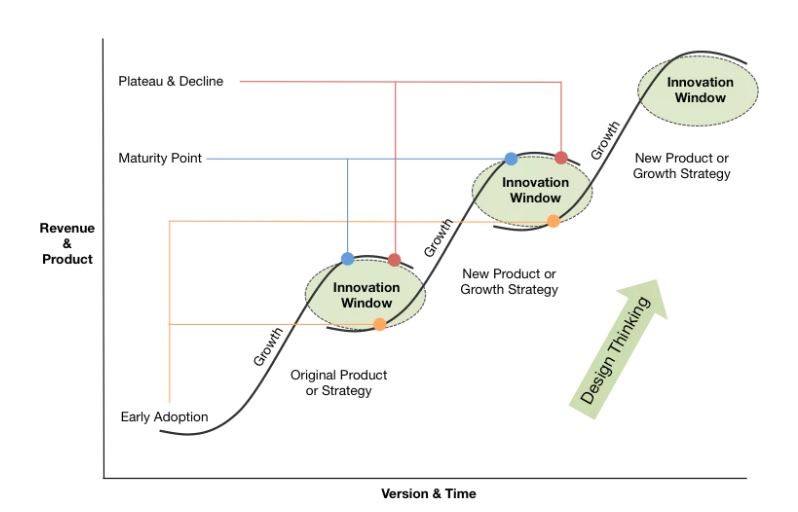 Plateau & Decline
Innovation
Window
Growth
Maturity Point
New Product or
Growth Strategy
Innovation
Window
Revenue
&
Product
Growth
New Product or
Growth Strategy
Innovation
Window
Growth
Design Thinking
Original Product
or Strategy
Early Adoption
Version & Time